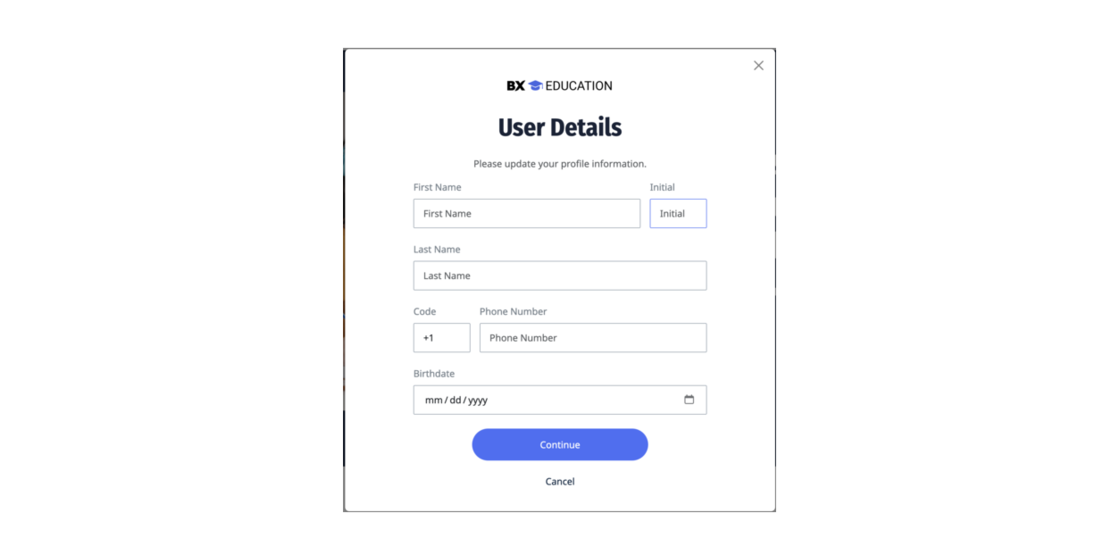 BX EDUCATION
User Details
Please update your profile information.
First Name Initial
First Name Initial
Last Name
Last Name
Code Phone Number
+1 Phone Number
Birthdate
mm/dd/yyyy
Continue
Cancel